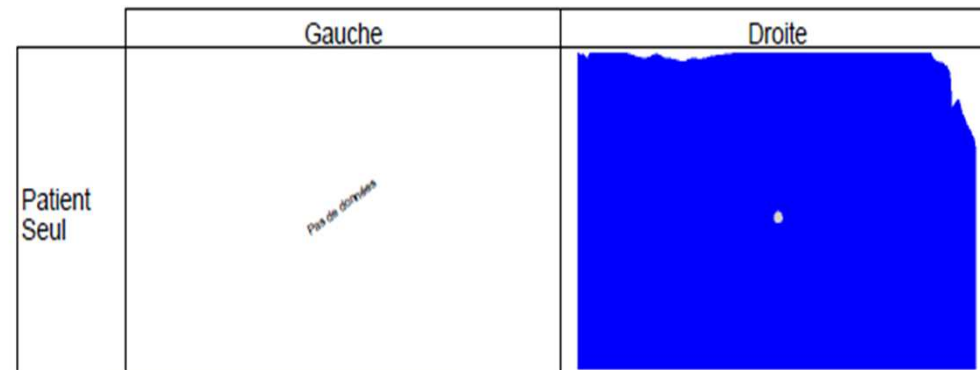 Gauche
Droite
Patient
Seul
Pas de données